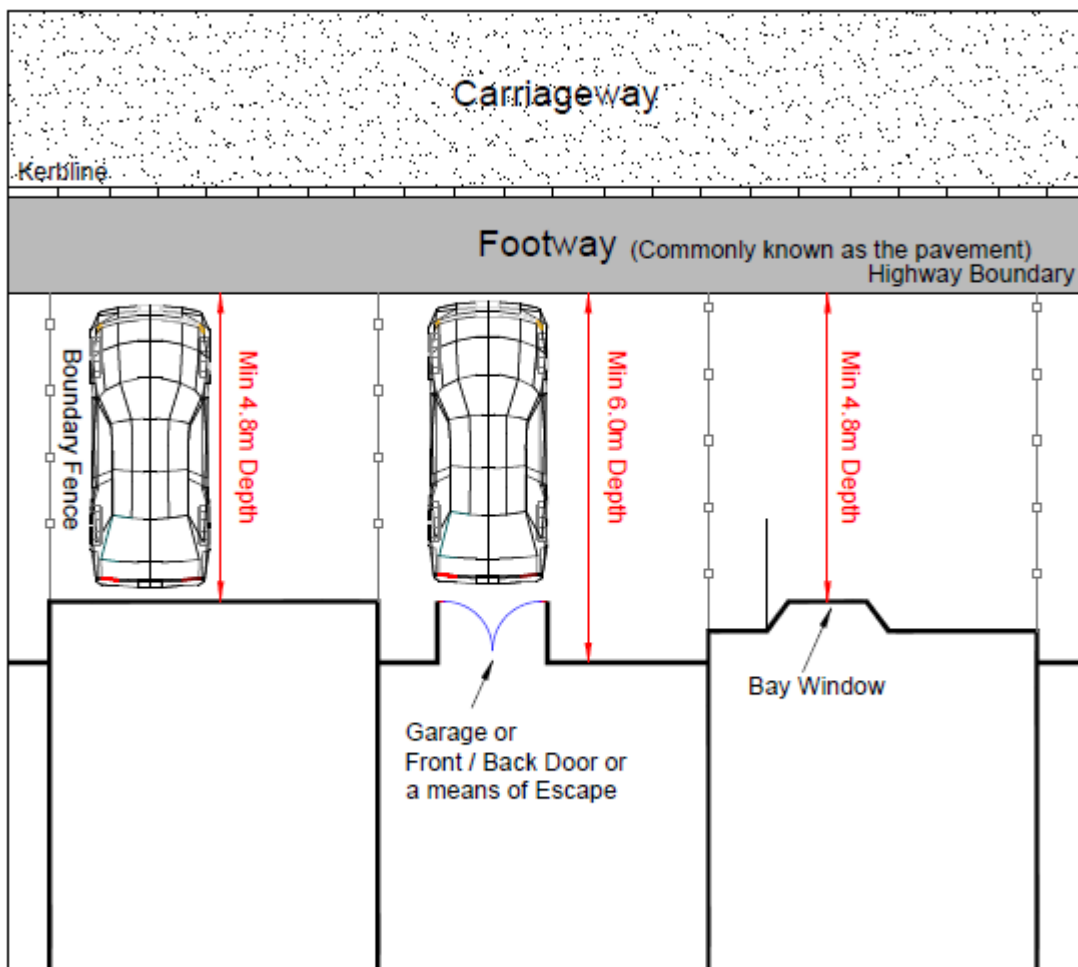 Carriageway
Kerbline
Footway (Commonly known as the pavement)
Highway Boundary
Boundary Fence
Min 4.8m Depth
Min 6.0m Depth
Min 4.8m Depth
Bay Window
Garage or
Front / Back Door or
a means of Escape